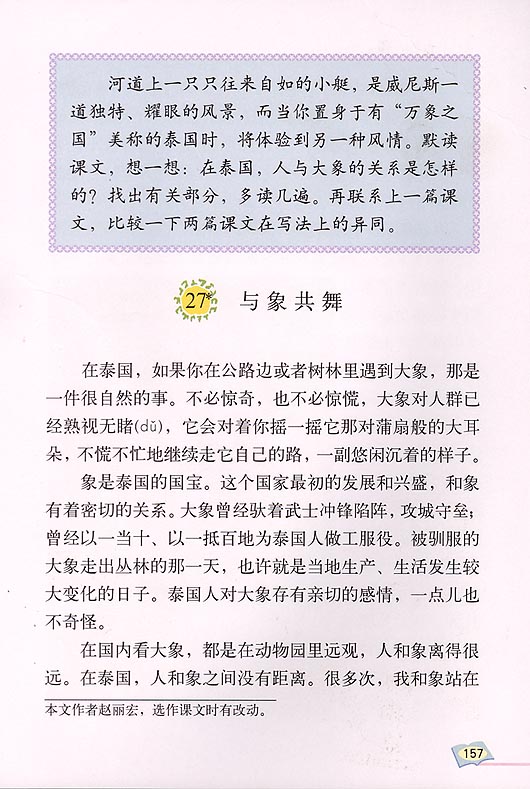 河道上一只只往来自如的小艇，是威尼斯一
道独特、耀眼的风景，而当你置身于有“万象之
国”美称的泰国时，将体验到另一种风情。默读
课文，想一想：在泰国，人与大象的关系是怎样
的？找出有关部分，多读几遍。再联系上一篇课
文，比较一下两篇课文在写法上的异同。
27* 与象共舞
在泰国，如果你在公路边或者树林里遇到大象，那是
一件很自然的事。不必惊奇，也不必惊慌，大象对人群已
经熟视无睹(dǔ)，它会对着你摇一摇它那对蒲扇般的大耳
朵，不慌不忙地继续走它自己的路，一副悠闲沉着的样子。
象是泰国的国宝。这个国家最初的发展和兴盛，和象
有着密切的关系。大象曾经驮着武士冲锋陷阵，攻城守垒；
曾经以一当十、以一抵百地为泰国人做工服役。被驯服的
大象走出丛林的那一天，也许就是当地生产、生活发生较
大变化的日子。泰国人对大象存有亲切的感情，一点儿也
不奇怪。
在国内看大象，都是在动物园里远观，人和象离得很
远。在泰国，人和象之间没有距离。很多次，我和象站在
本文作者赵丽宏，选作课文时有改动。
157